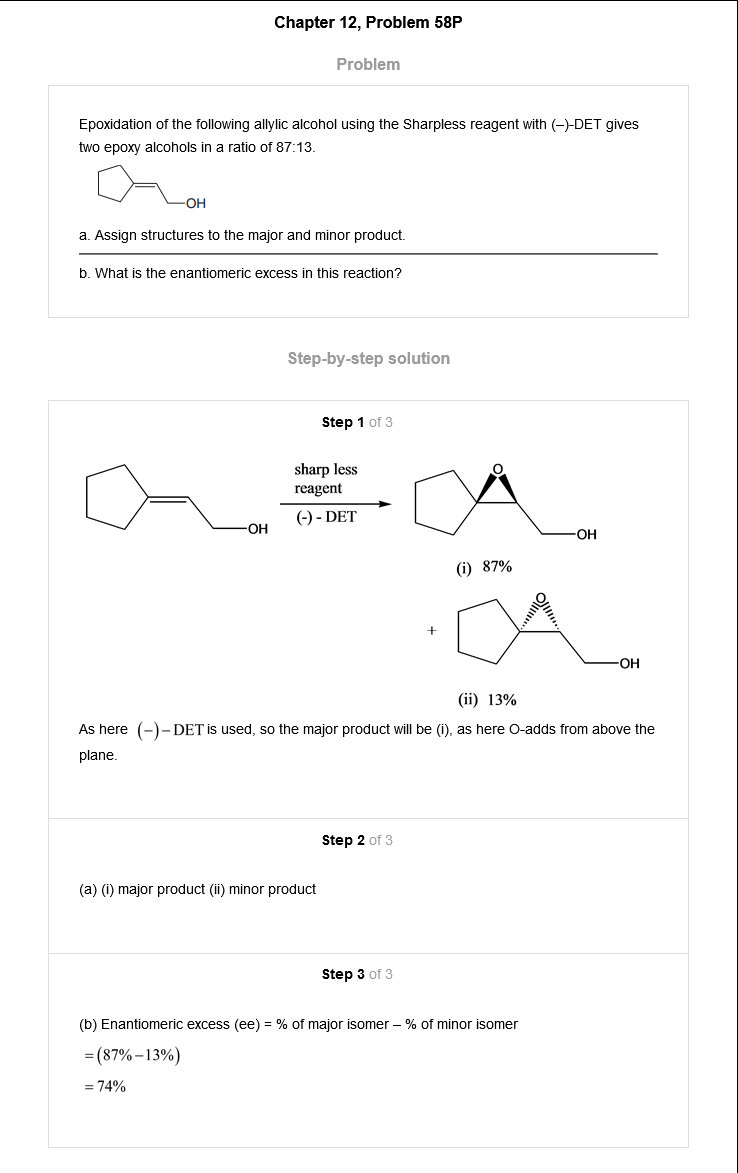 Chapter 12, Problem 58P
Problem
Epoxidation of the following allylic alcohol using the Sharpless reagent with (–)-DET gives
two epoxy alcohols in a ratio of 87:13.
OH
a. Assign structures to the major and minor product.
b. What is the enantiomeric excess in this reaction?
Step-by-step solution
Step 1 of 3
sharp less
reagent
(-) - DET
OH
O
OH
(i) 87%
+
O
OH
(ii) 13%
As here (−)−DET is used, so the major product will be (i), as here O-adds from above the
plane.
Step 2 of 3
(a) (i) major product (ii) minor product
Step 3 of 3
(b) Enantiomeric excess (ee) = % of major isomer – % of minor isomer
=(87%−13%)
= 74%